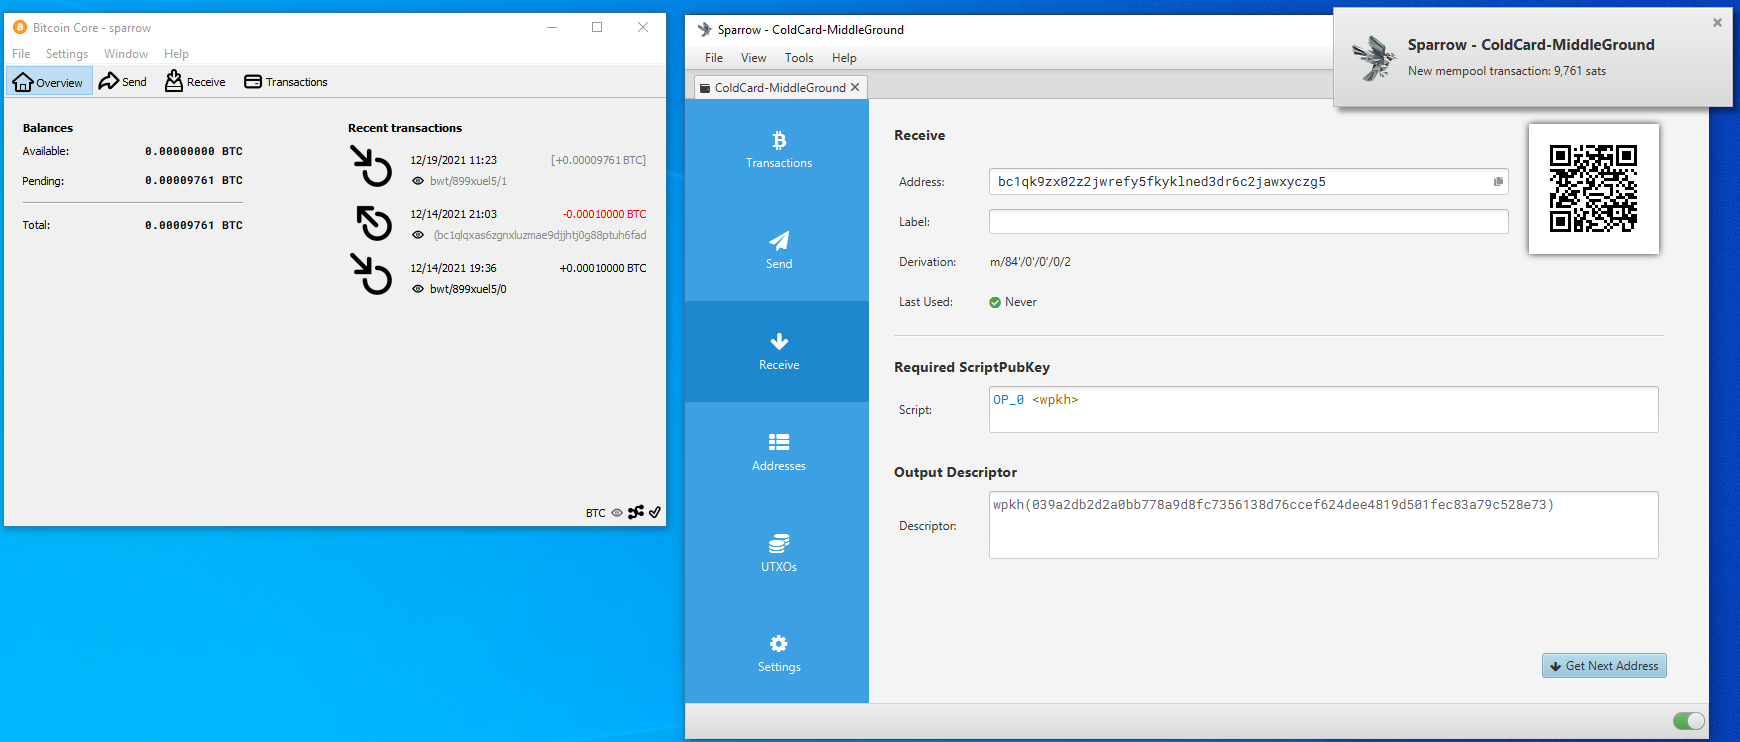 Bitcoin Core - sparrow
File Settings Window Help
Overview Send Receive Transactions
Balances
Available: 0.00000000 BTC
Pending: 0.00009761 BTC
Total: 0.00009761 BTC
Recent transactions
12/19/2021 11:23 [+0.00009761 BTC]
bwt/899xuel5/1
12/14/2021 21:03 -0.00010000 BTC
(bc1qlqxas6zgnxluzmae9djjhtj0g88ptuh6fad
12/14/2021 19:36 +0.00010000 BTC
bwt/899xuel5/0
BTC
Sparrow - ColdCard-MiddleGround
File View Tools Help
ColdCard-MiddleGround
Transactions
Send
Receive
Addresses
UTXOs
Settings
Receive
Address: bc1qk9zx02z2jwrefy5fkyklned3dr6c2jawxyczg5
Label:
Derivation: m/84'/0'/0'/0/2
Last Used: Never
Required ScriptPubKey
Script: OP_0 <wpkh>
Output Descriptor
Descriptor: wpkh(039a2db2d2a0bb778a9d8fc7356138d76ccef624dee4819d501fec83a79c528e73)
Get Next Address
Sparrow - ColdCard-MiddleGround
New mempool transaction: 9,761 sats